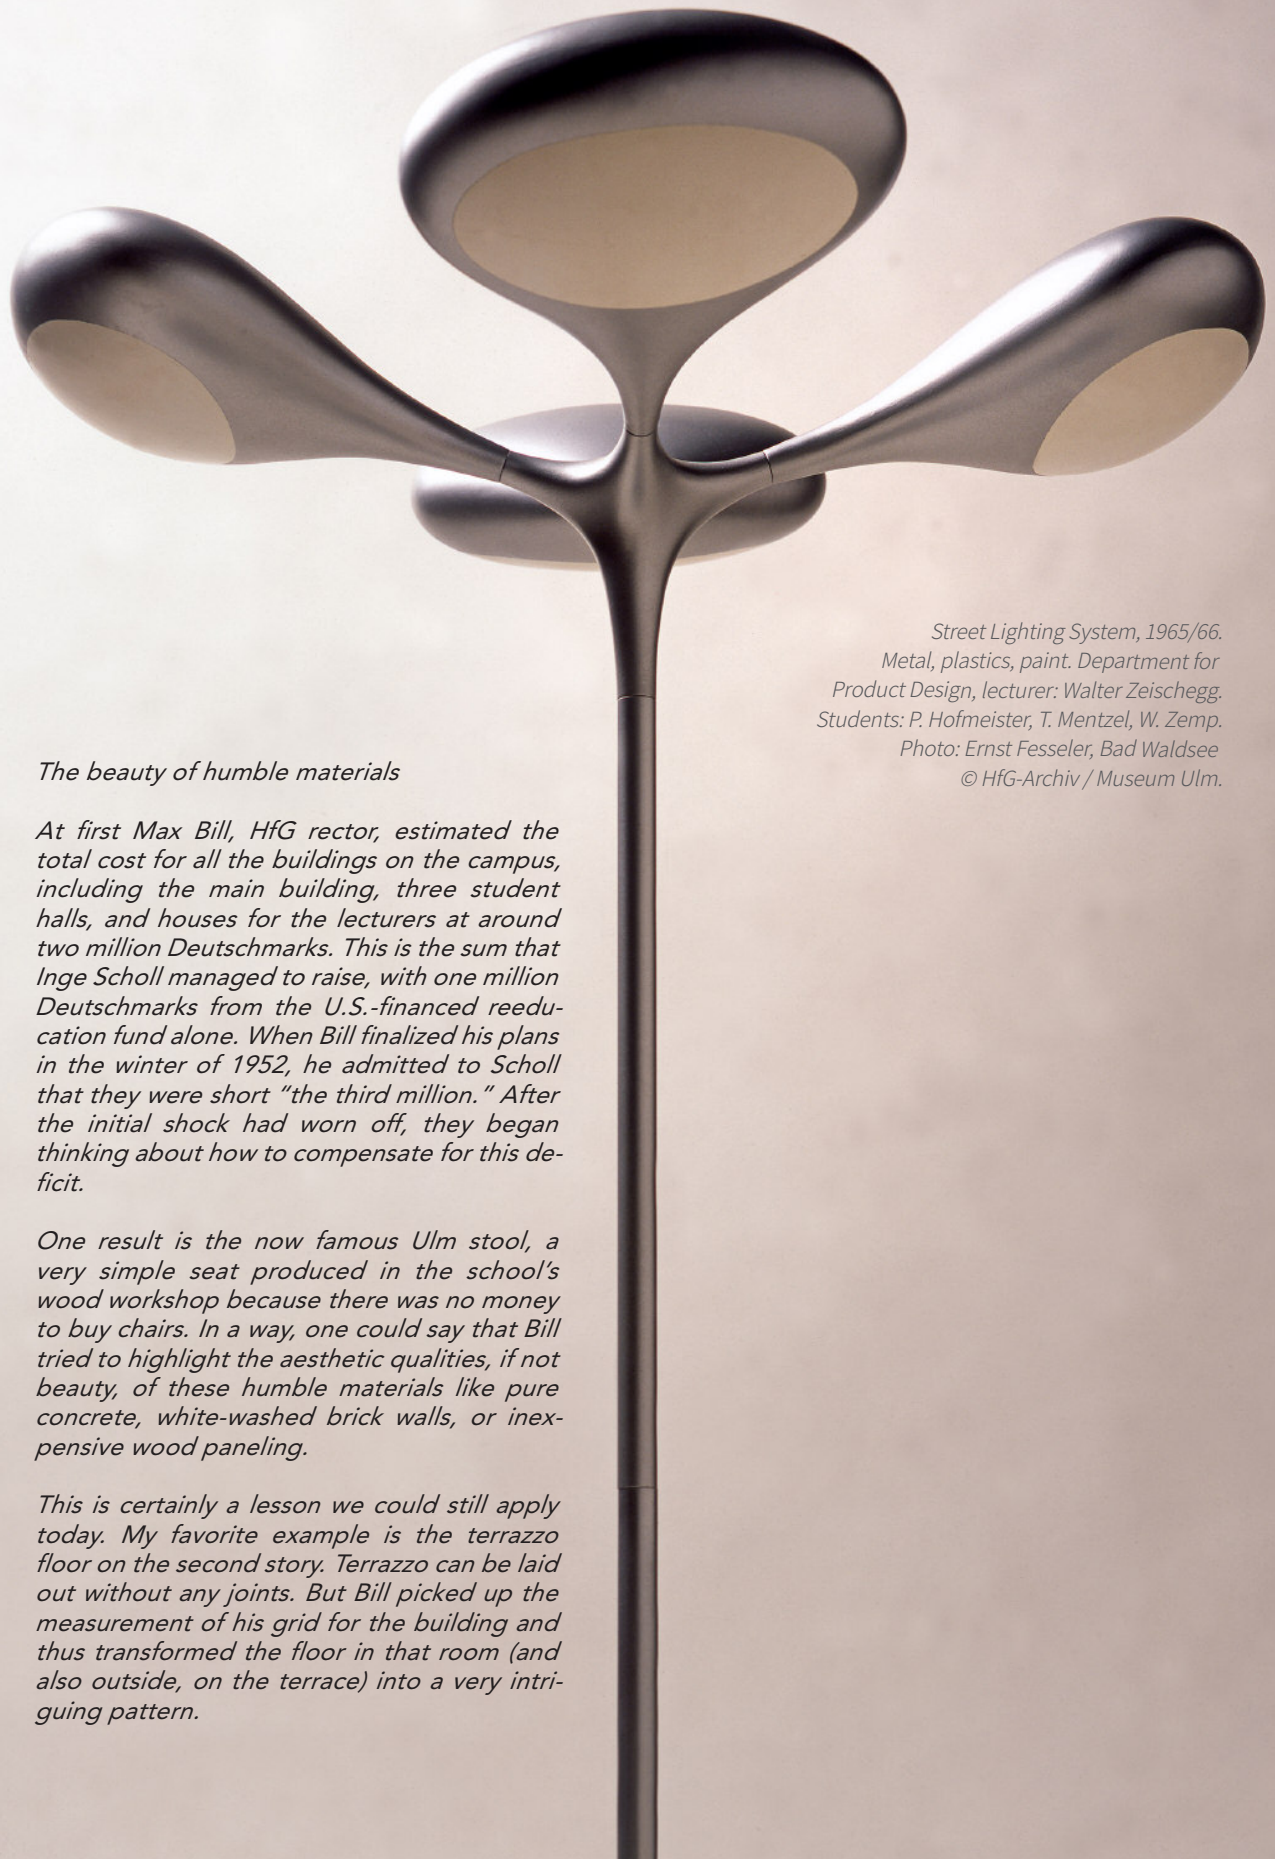 Street Lighting System, 1965/66.
Metal, plastics, paint. Department for
Product Design, lecturer: Walter Zeischegg.
Students: P. Hofmeister, T. Mentzel, W. Zemp.
Photo: Ernst Fesseler, Bad Waldsee
© HfG-Archiv / Museum Ulm.
The beauty of humble materials
At first Max Bill, HfG rector, estimated the
total cost for all the buildings on the campus,
including the main building, three student
halls, and houses for the lecturers at around
two million Deutschmarks. This is the sum that
Inge Scholl managed to raise, with one million
Deutschmarks from the U.S.-financed reedu-
cation fund alone. When Bill finalized his plans
in the winter of 1952, he admitted to Scholl
that they were short “the third million.” After
the initial shock had worn off, they began
thinking about how to compensate for this de-
ficit.
One result is the now famous Ulm stool, a
very simple seat produced in the school’s
wood workshop because there was no money
to buy chairs. In a way, one could say that Bill
tried to highlight the aesthetic qualities, if not
beauty, of these humble materials like pure
concrete, white-washed brick walls, or inex-
pensive wood paneling.
This is certainly a lesson we could still apply
today. My favorite example is the terrazzo
floor on the second story. Terrazzo can be laid
out without any joints. But Bill picked up the
measurement of his grid for the building and
thus transformed the floor in that room (and
also outside, on the terrace) into a very intri-
guing pattern.